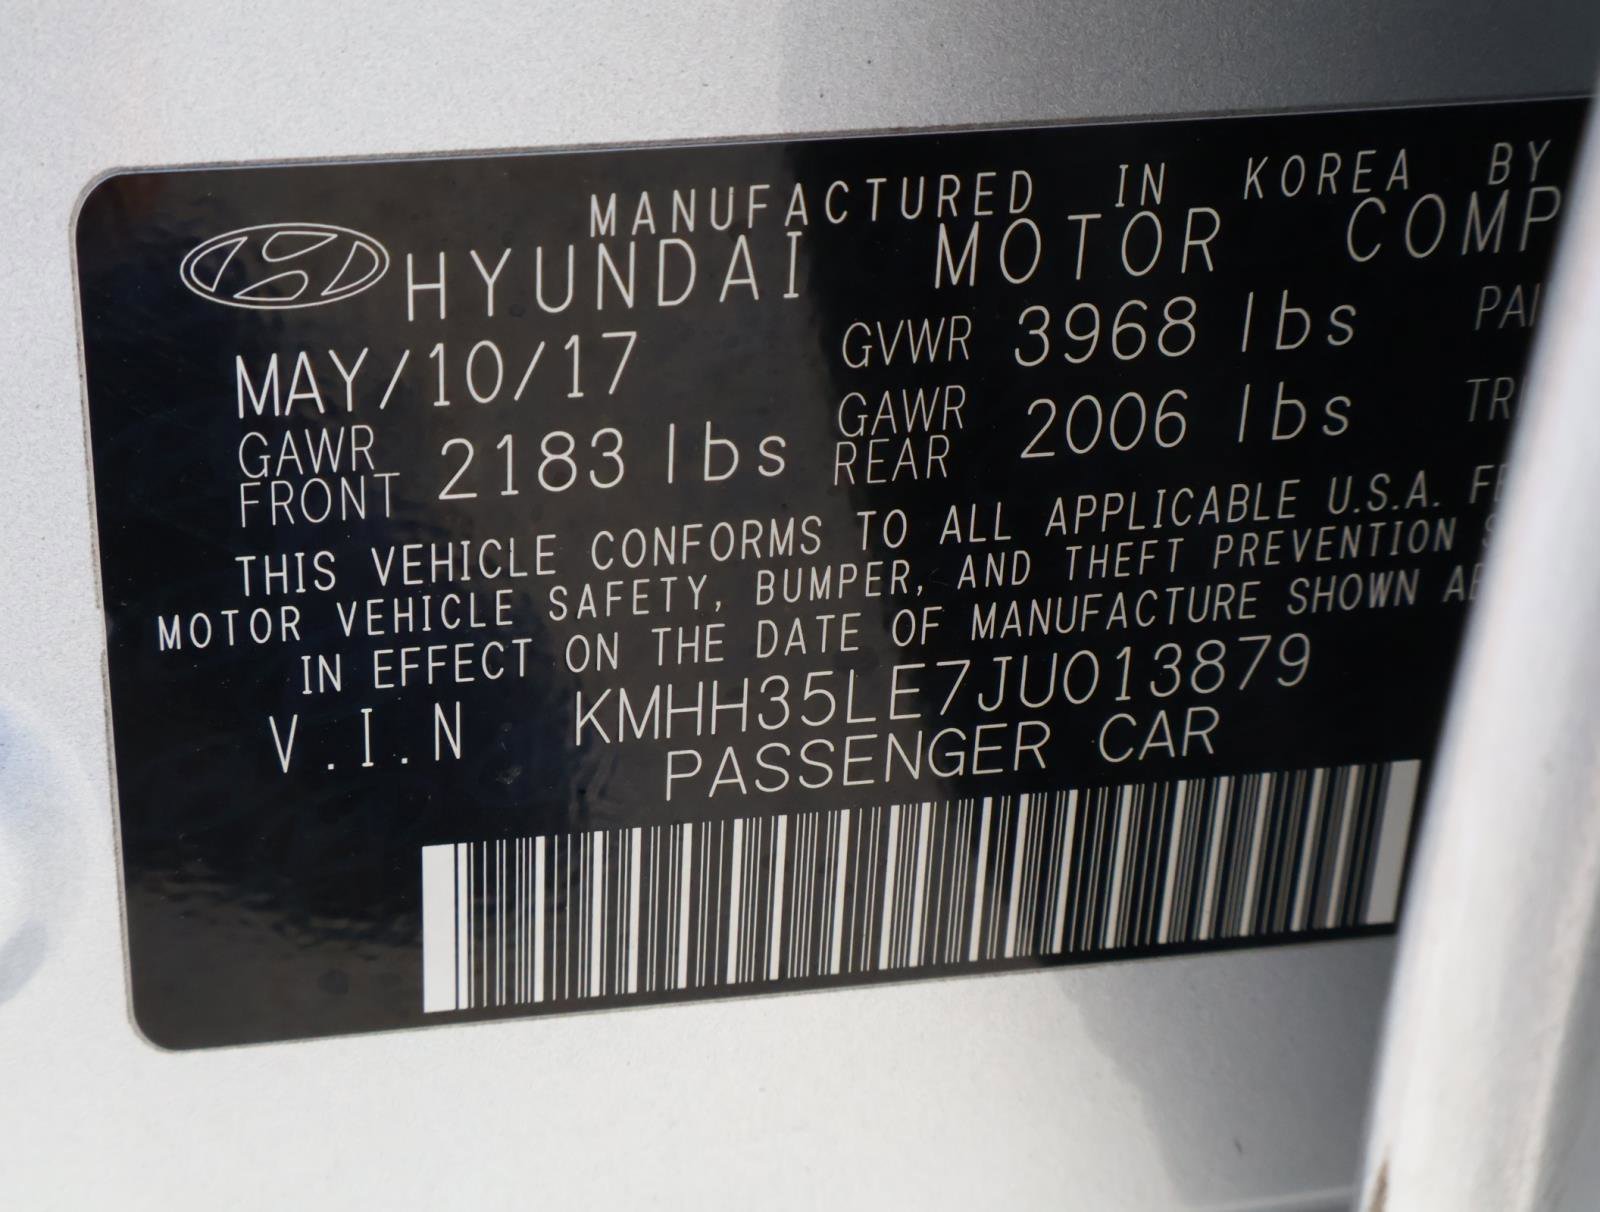 MANUFACTURED IN KOREA BY
HYUNDAI MOTOR
MAY/10/17 GVWR 3968 lbs
GAWR FRONT 2183 lbs GAWR REAR 2006 lbs
THIS VEHICLE CONFORMS TO ALL APPLICABLE U.S.A.
MOTOR VEHICLE SAFETY, BUMPER, AND THEFT PREVENTION
IN EFFECT ON THE DATE OF MANUFACTURE SHOWN
V.I.N KMHH35LE7JU013879
PASSENGER CAR